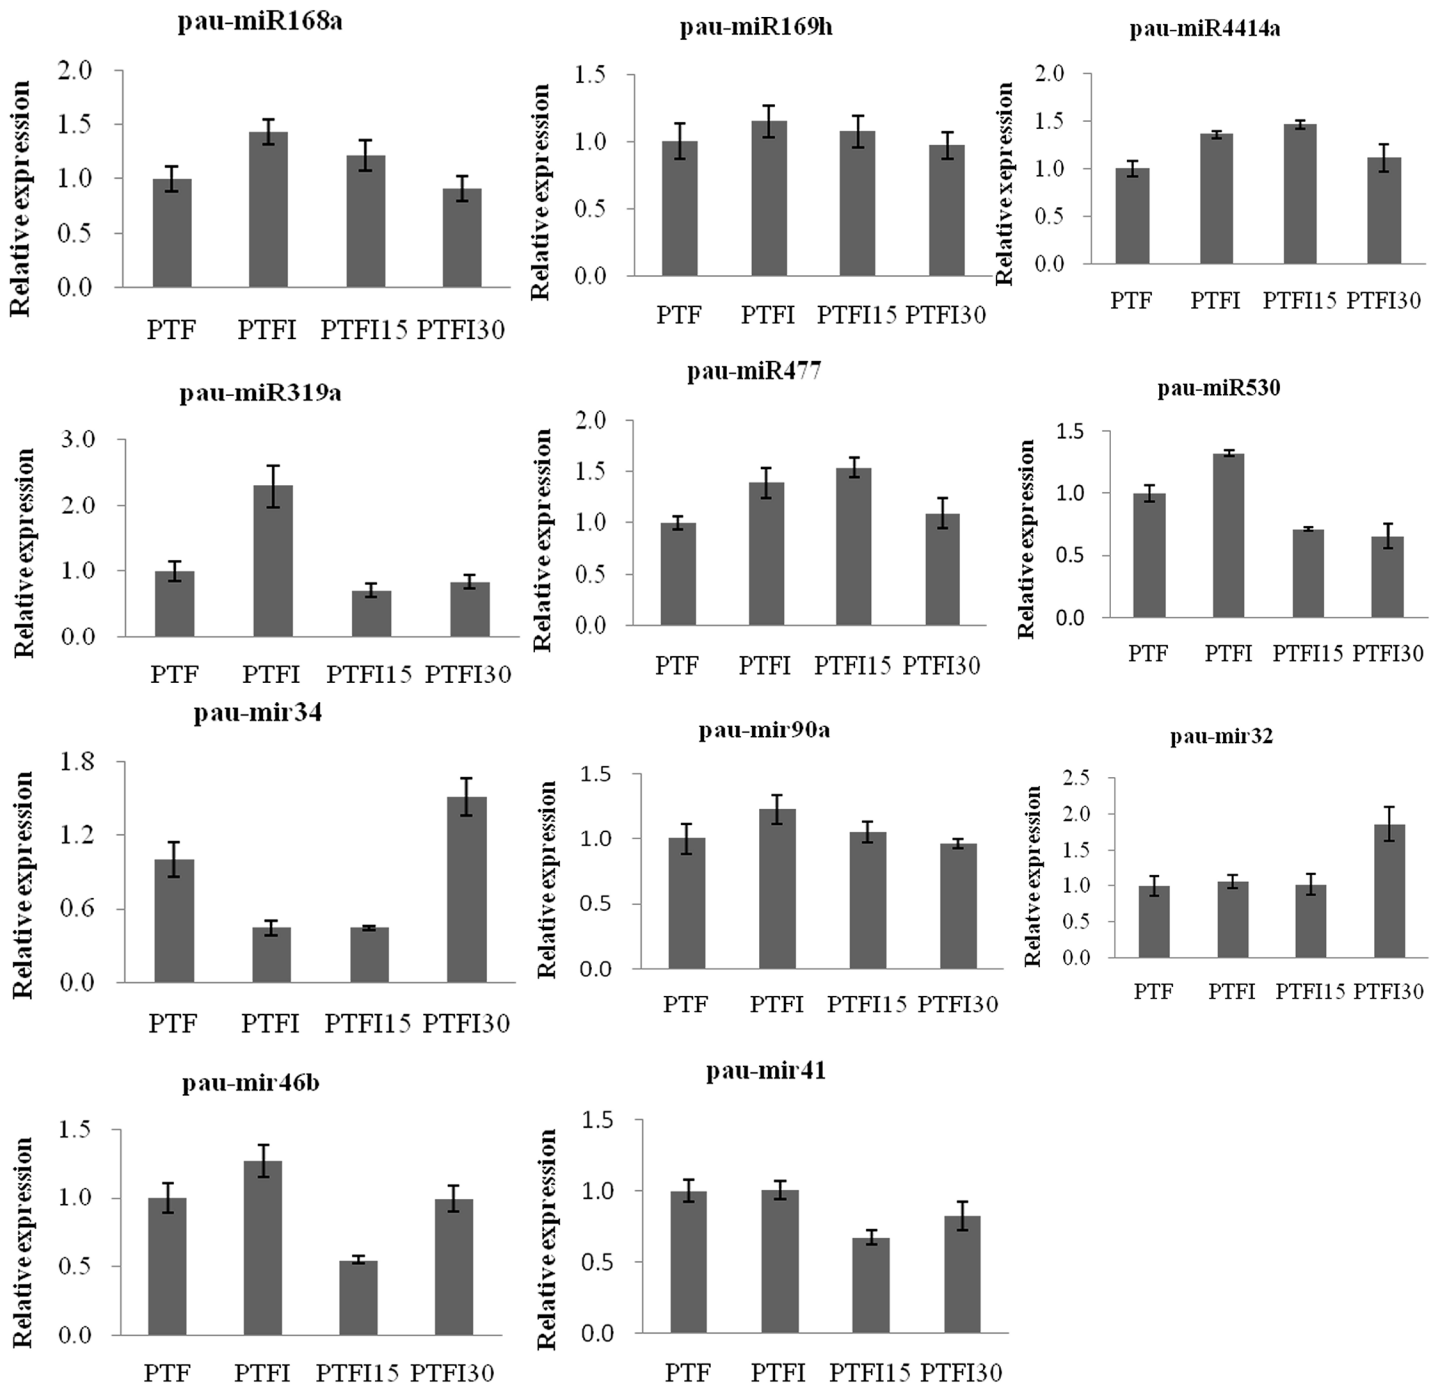 pau-miR168a
Relative expression
2.0
1.5
1.0
0.5
0.0
PTF PTFI PTFI15 PTFI30
pau-miR169h
Relative expression
1.5
1.0
0.5
0.0
PTF PTFI PTFI15 PTFI30
pau-miR4414a
Relative xepression
2.0
1.5
1.0
0.5
0.0
PTF PTFI PTFI15 PTFI30
pau-miR319a
Relative expression
3.0
2.0
1.0
0.0
PTF PTFI PTFI15 PTFI30
pau-miR477
Relative expression
2.0
1.5
1.0
0.5
0.0
PTF PTFI PTFI15 PTFI30
pau-miR530
Relative expression
1.5
1.0
0.5
0.0
PTF PTFI PTFI15 PTFI30
pau-mir34
Relative expression
1.8
1.2
0.6
0.0
PTF PTFI PTFI15 PTFI30
pau-mir90a
Relative expression
1.5
1.0
0.5
0.0
PTF PTFI PTFI15 PTFI30
pau-mir32
Relatve expression
2.5
2.0
1.5
1.0
0.5
0.0
PTF PTFI PTFI15 PTFI30
pau-mir46b
Relative expression
1.5
1.0
0.5
0.0
PTF PTFI PTFI15 PTFI30
pau-mir41
Relative expression
1.5
1.0
0.5
0.0
PTF PTFI PTFI15 PTFI30